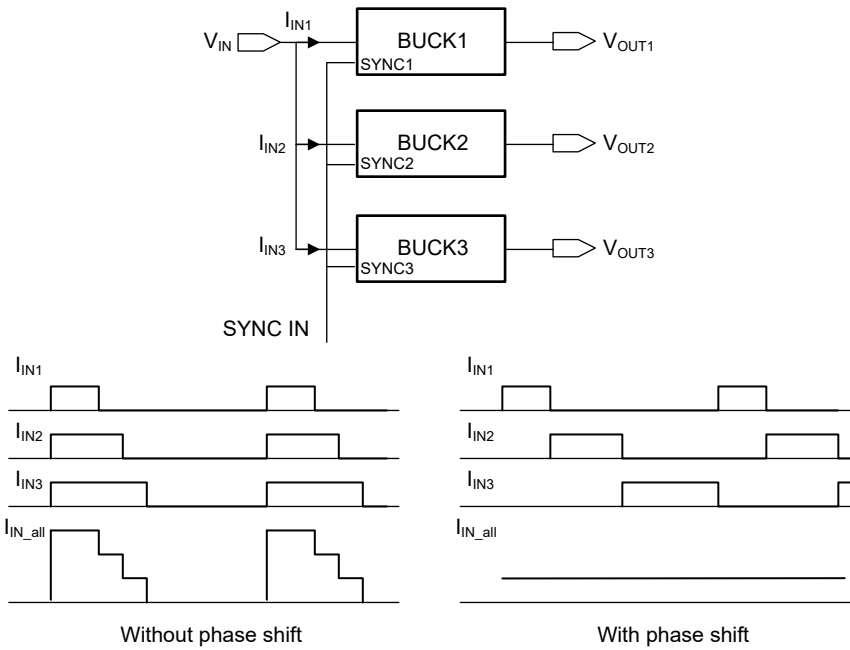 I_IN1
V_IN
BUCK1
V_OUT1
SYNC1
I_IN2
BUCK2
V_OUT2
SYNC2
I_IN3
BUCK3
V_OUT3
SYNC3
SYNC IN
I_IN1
I_IN2
I_IN3
I_IN_all
Without phase shift
I_IN1
I_IN2
I_IN3
I_IN_all
With phase shift